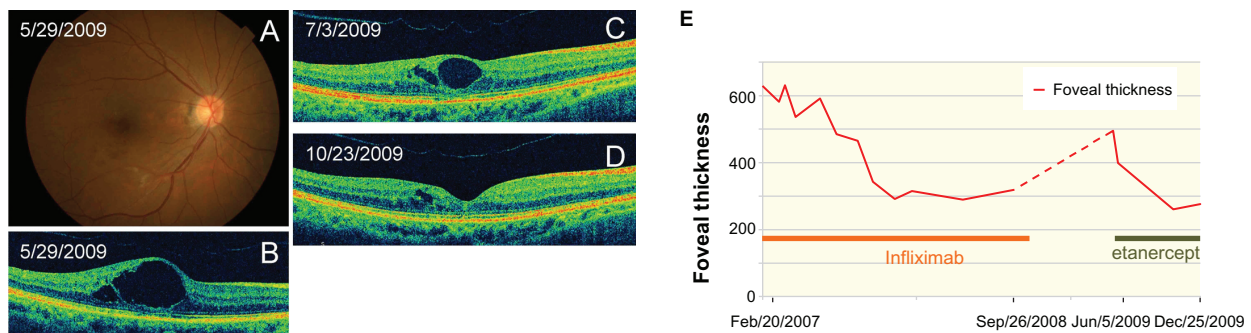 5/29/2009
A
5/29/2009
B
7/3/2009
C
10/23/2009
D
E
Foveal thickness
600
400
200
0
Foveal thickness
Infliximab
etanercept
Feb/20/2007
Sep/26/2008
Jun/5/2009
Dec/25/2009